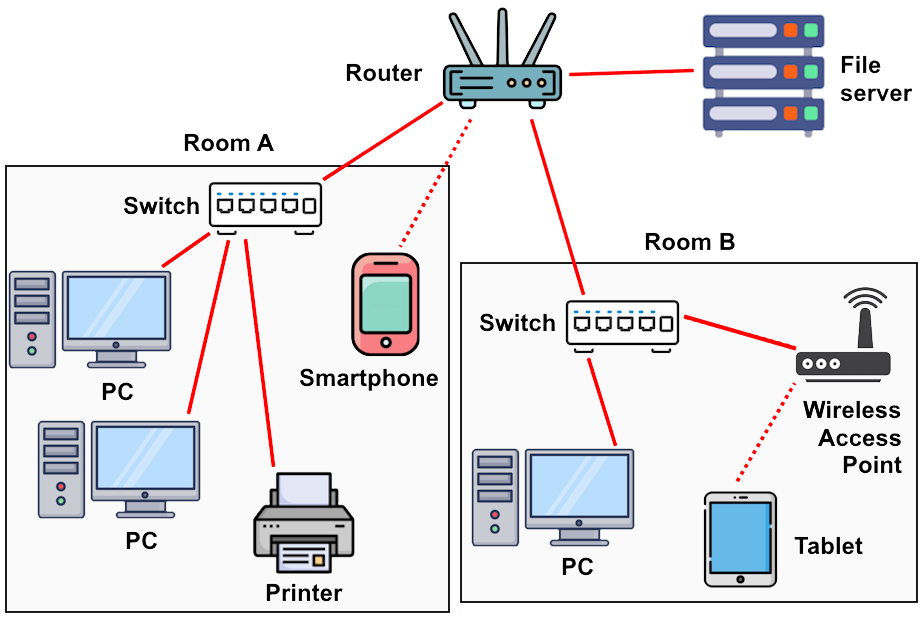 Router
File
server
Room A
Switch
PC
Smartphone
PC
Printer
Room B
Switch
Wireless
Access
Point
PC
Tablet